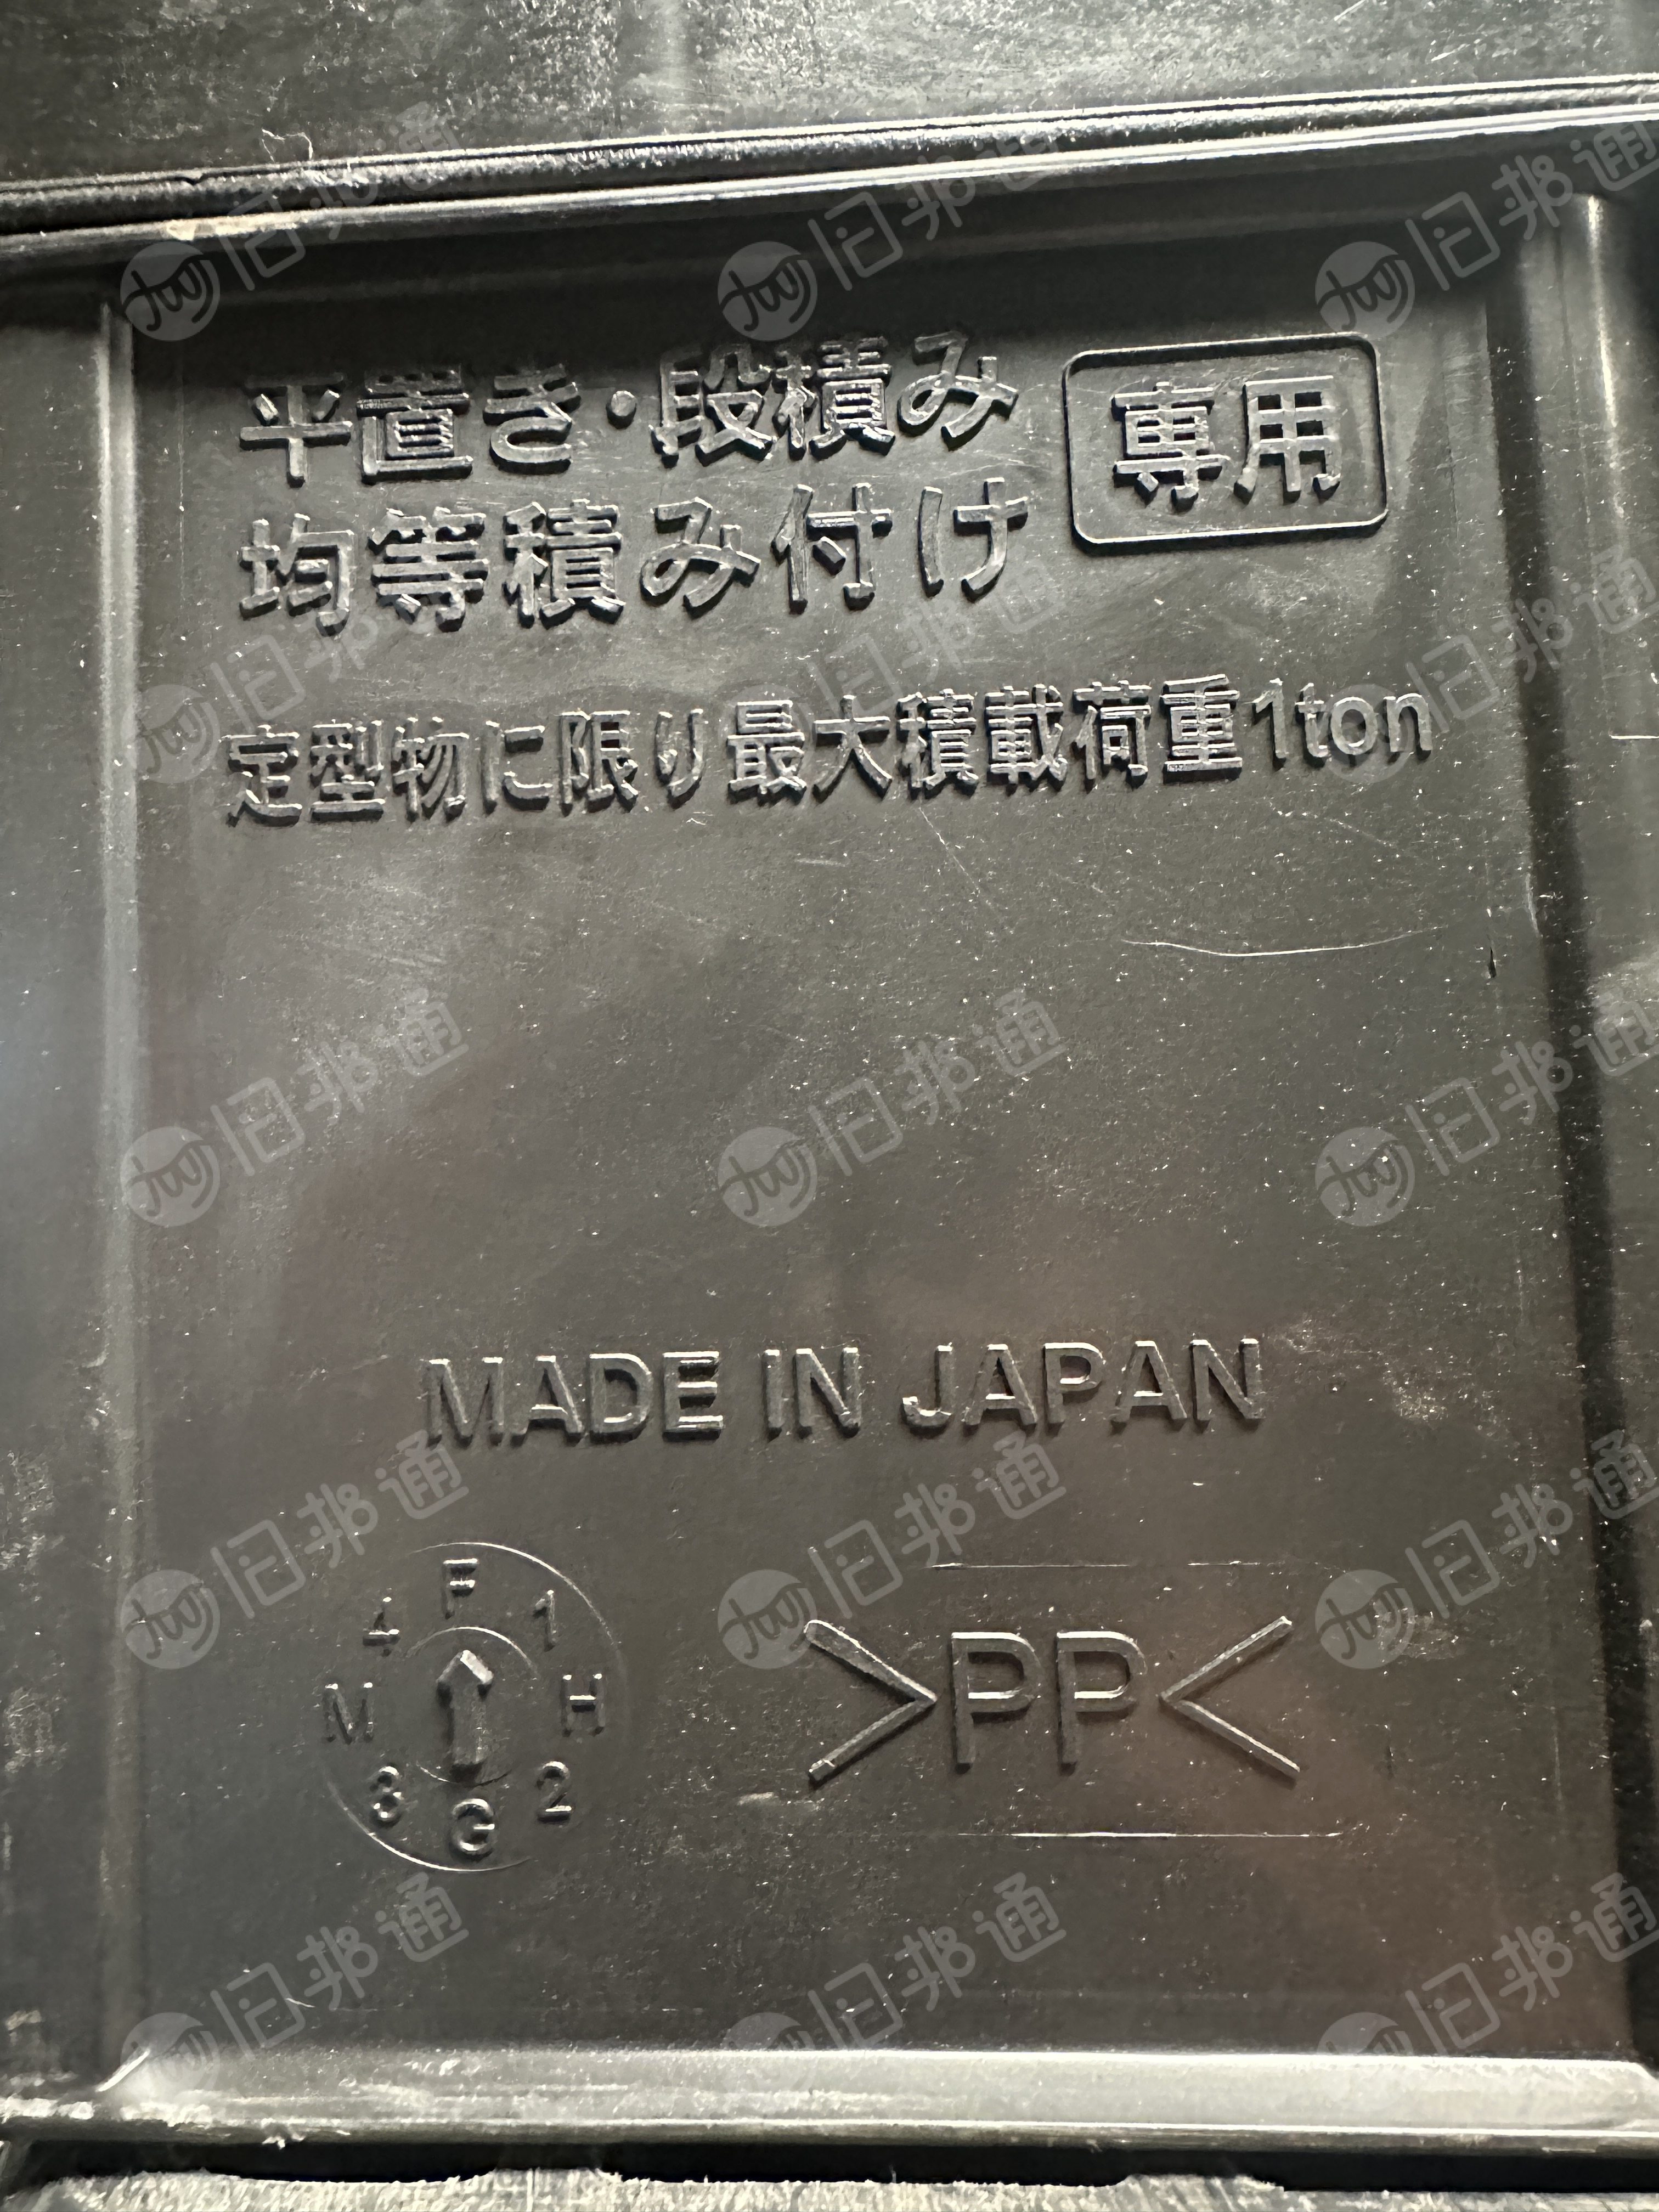 平置き・段積み 専用
均等積み付け
定型物に限り最大積載荷重1ton
MADE IN JAPAN
F
4 1
M H
3 2
G
>PP<
旧邦通